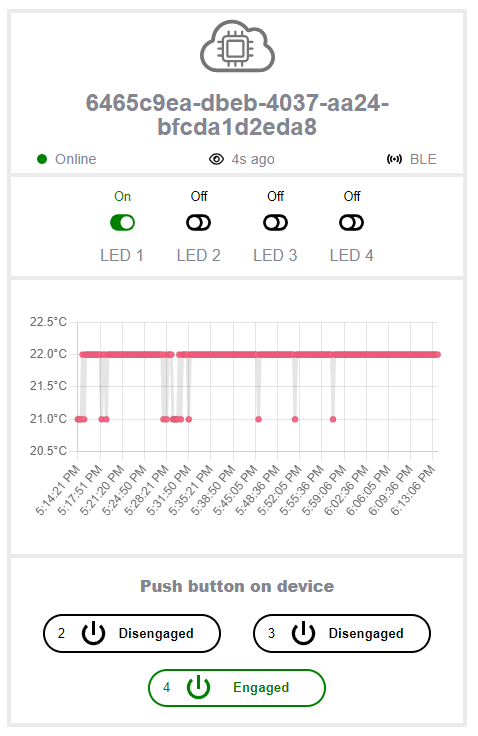 6465c9ea-dbeb-4037-aa24-
bfcda1d2eda8
Online 4s ago BLE
On Off Off Off
LED 1 LED 2 LED 3 LED 4
22.5°C
22.0°C
21.5°C
21.0°C
20.5°C
5:14:21 PM 5:17:51 PM 5:21:20 PM 5:24:50 PM 5:28:21 PM 5:31:50 PM 5:35:21 PM 5:38:50 PM 5:45:05 PM 5:48:36 PM 5:52:05 PM 5:55:36 PM 5:59:06 PM 6:02:36 PM 6:06:05 PM 6:09:36 PM 6:13:06 PM
Push button on device
2 Disengaged 3 Disengaged
4 Engaged